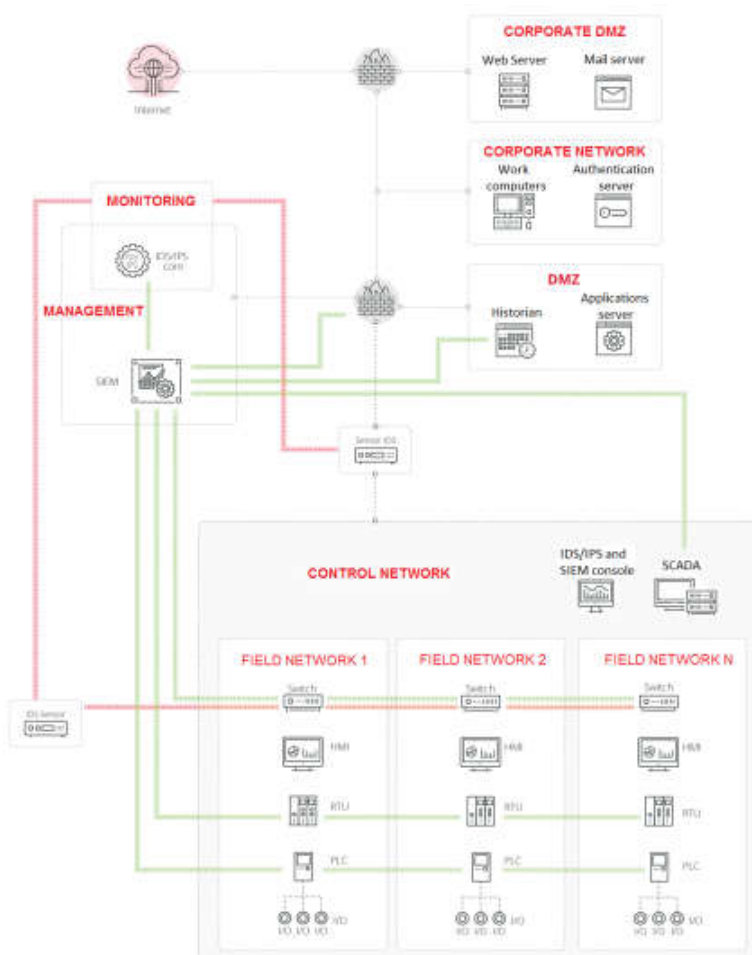 CORPORATE DMZ
Web Server
Mail server
Internet
CORPORATE NETWORK
Work
computers
Authentication
server
MONITORING
IDS/IPS
core
MANAGEMENT
DMZ
Historian
Applications
server
SIEM
Sensor IDS
CONTROL NETWORK
IDS/IPS and
SIEM console
SCADA
FIELD NETWORK 1
FIELD NETWORK 2
FIELD NETWORK N
Switch
Switch
Switch
IDS Sensor
HMI
HMI
HMI
RTU
RTU
RTU
PLC
PLC
PLC
I/O
I/O
I/O
I/O I/O I/O
I/O I/O I/O
I/O I/O I/O